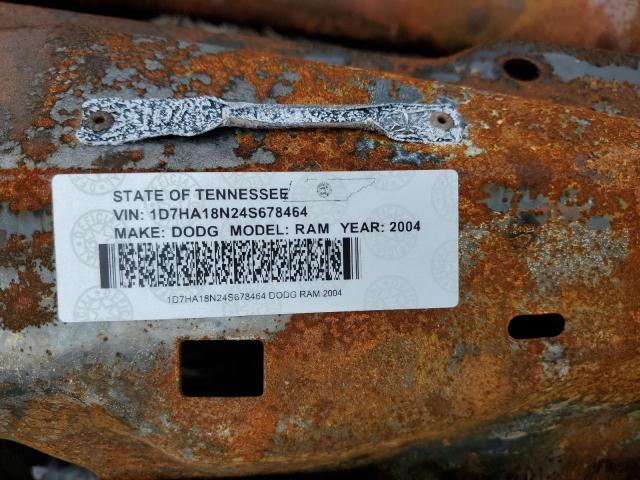 STATE OF TENNESSEE
VIN: 1D7HA18N24S678464
MAKE: DODG MODEL: RAM YEAR: 2004
1D7HA18N24S678464 DODG RAM 2004